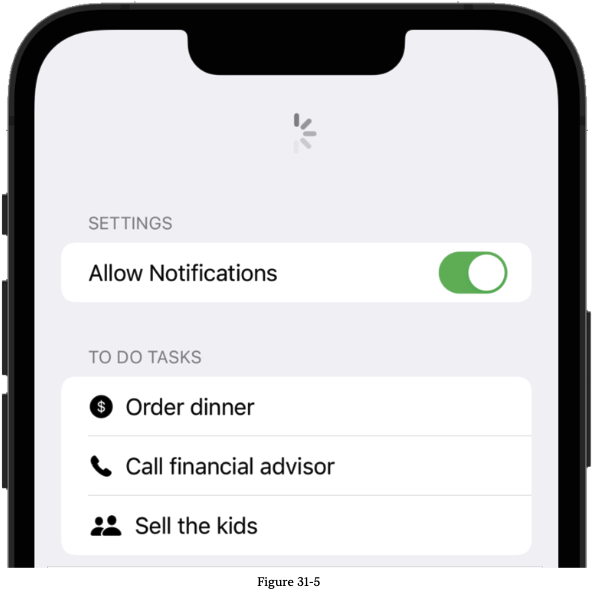 SETTINGS
Allow Notifications
TO DO TASKS
$ Order dinner
Call financial advisor
Sell the kids
Figure 31-5